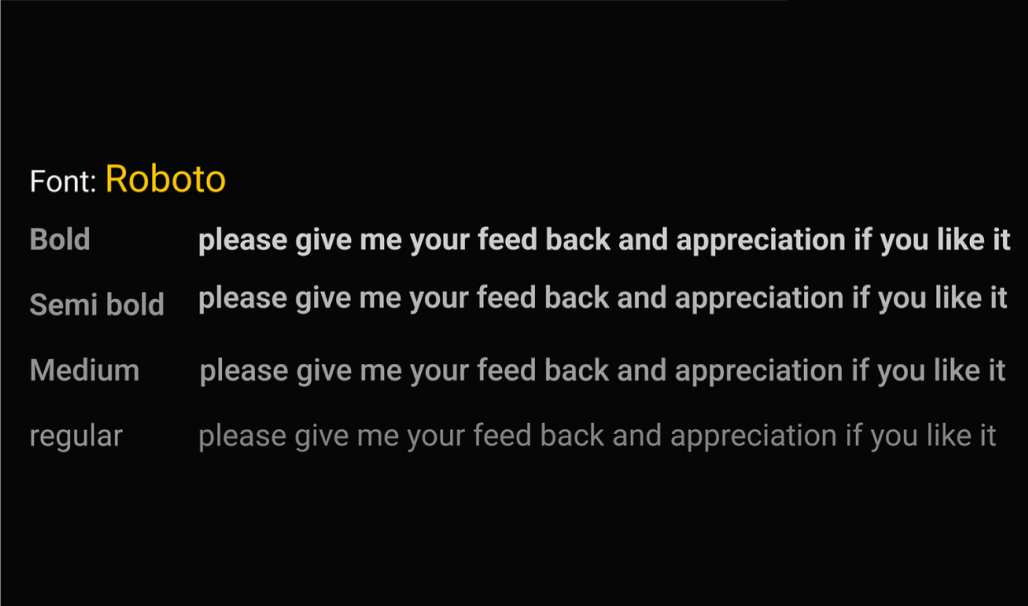 Font: Roboto
Bold please give me your feed back and appreciation if you like it
Semi bold please give me your feed back and appreciation if you like it
Medium please give me your feed back and appreciation if you like it
regular please give me your feed back and appreciation if you like it